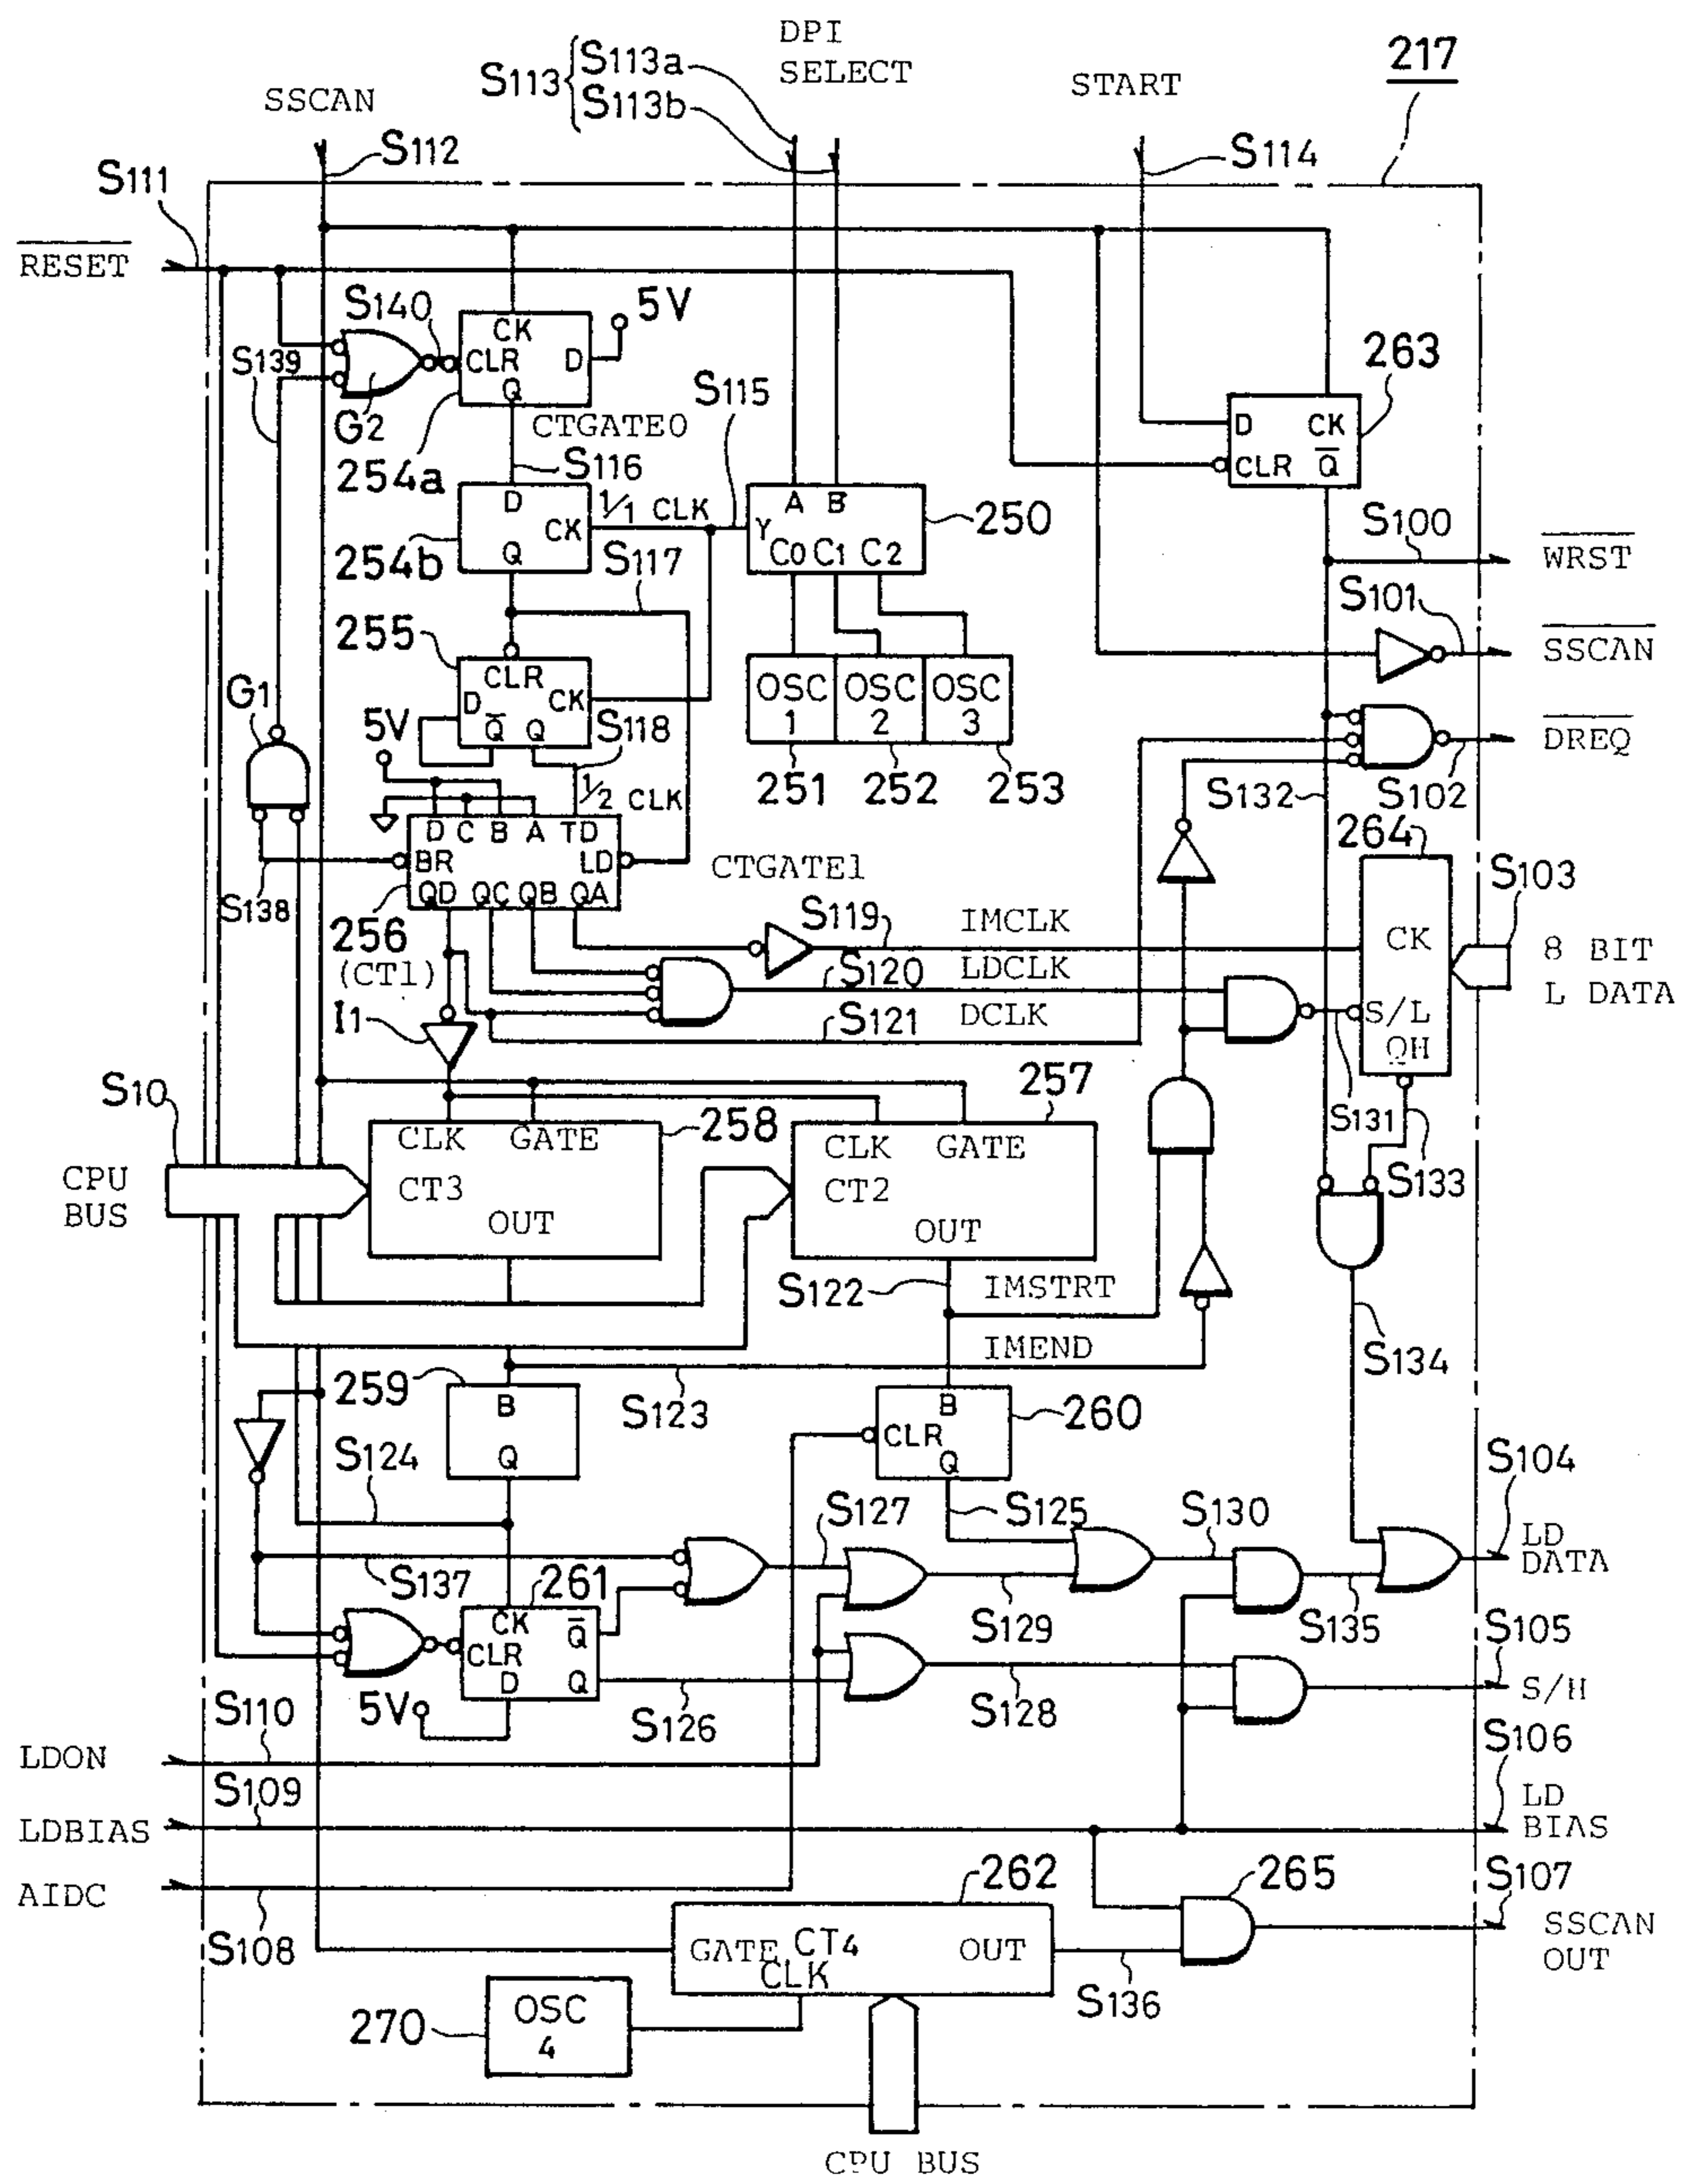 DPI
SELECT
S113 { S113a
S113b
SSCAN
START
217
S112
S114
S111
R̅E̅S̅E̅T̅
S140
5V
CK
CLR
D
Q
S139
G2
254a
CTGATE0
S116
S115
263
D
CK
CLR
Q̅
D
CK
Q
254b
1/1 CLK
A B
Y
C0 C1 C2
250
S117
S100
W̅R̅S̅T̅
S101
S̅S̅C̅A̅N̅
255
CLR
D
CK
Q̅ Q
G1
5V
S118
1/2 CLK
OSC
1
OSC
2
OSC
3
251
252
253
D̅R̅E̅Q̅
S132
S102
264
D C B A TD
BR
LD
QD QC QB QA
CTGATE1
S138
256
(CT1)
S119
IMCLK
CK
S103
8 BIT
L DATA
S120
LDCLK
S121
DCLK
S/L
QH
I1
S131
S133
S10
CPU
BUS
258
CLK GATE
CT3
OUT
257
CLK GATE
CT2
OUT
S122
IMSTRT
IMEND
S123
S134
259
B
Q
260
B
CLR
Q
S124
S127
S125
S130
S104
LD
DATA
S137
261
CK
Q̅
CLR
D
Q
5V
S129
S135
S105
S/H
S126
S128
S110
LDON
S109
LDBIAS
S106
LD
BIAS
AIDC
S108
262
GATE CT4
CLK
OUT
265
S107
SSCAN
OUT
S136
270
OSC
4
CPU BUS